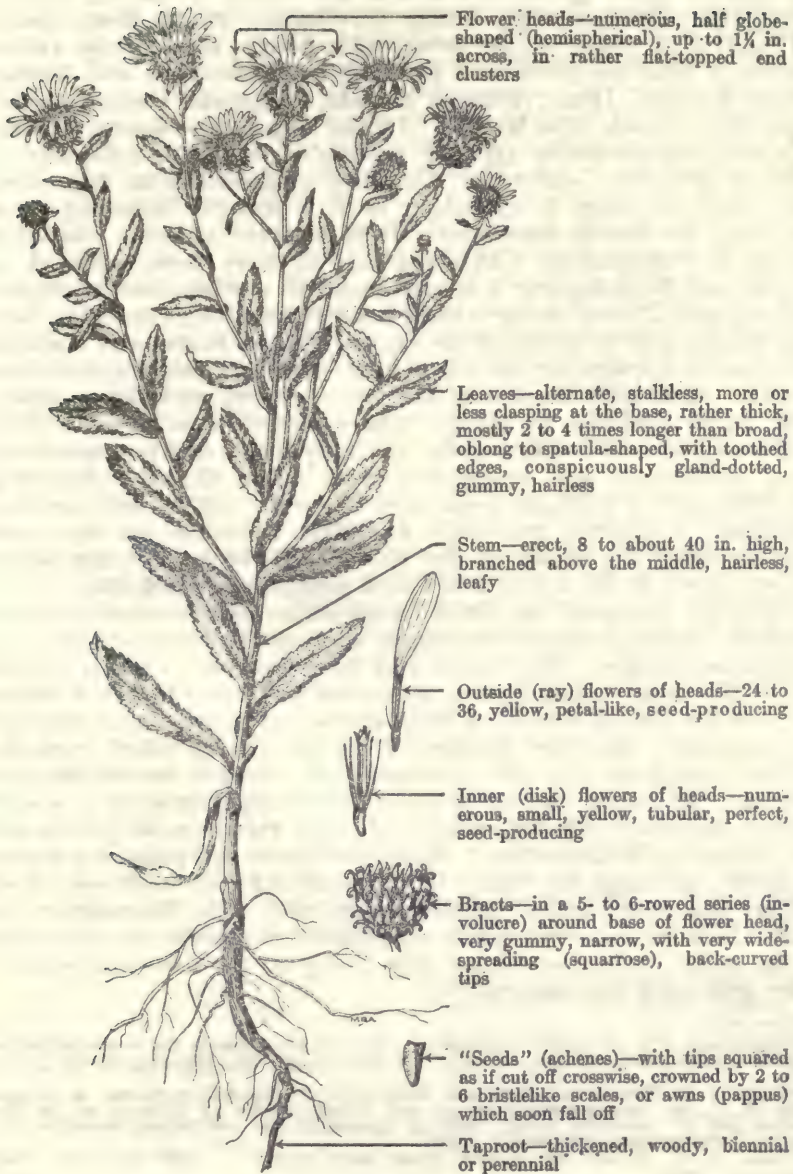 Flower heads—numerous, half globe-
shaped (hemispherical), up to 1¼ in.
across, in rather flat-topped end
clusters
Leaves—alternate, stalkless, more or
less clasping at the base, rather thick,
mostly 2 to 4 times longer than broad,
oblong to spatula-shaped, with toothed
edges, conspicuously gland-dotted,
gummy, hairless
Stem—erect, 8 to about 40 in. high,
branched above the middle, hairless,
leafy
Outside (ray) flowers of heads—24 to
36, yellow, petal-like, seed-producing
Inner (disk) flowers of heads—num-
erous, small, yellow, tubular, perfect,
seed-producing
Bracts—in a 5- to 6-rowed series (in-
volucre) around base of flower head,
very gummy, narrow, with very wide-
spreading (squarrose), back-curved
tips
"Seeds" (achenes)—with tips squared
as if cut off crosswise, crowned by 2 to
6 bristlelike scales, or awns (pappus)
which soon fall off
Taproot—thickened, woody, biennial
or perennial